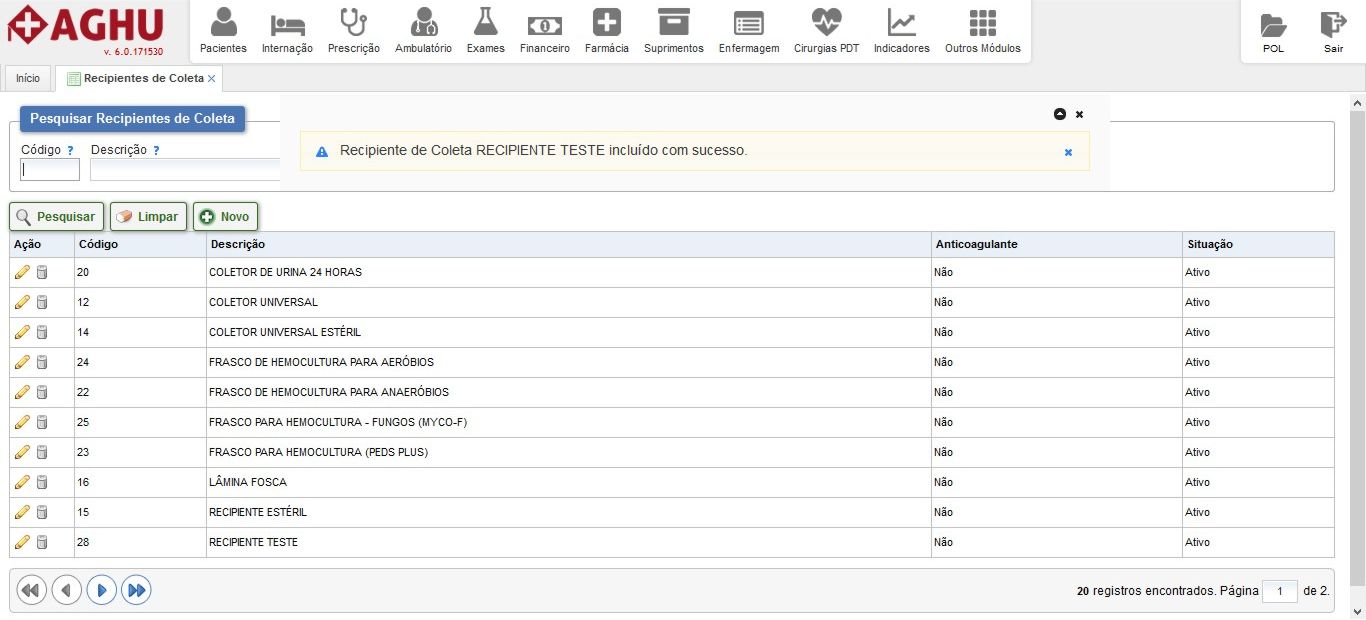 AGHU
v. 6.0.171530
Pacientes Internação Prescrição Ambulatório Exames Financeiro Farmácia Suprimentos Enfermagem Cirurgias PDT Indicadores Outros Módulos POL Sair
Início Recipientes de Coleta
Pesquisar Recipientes de Coleta
Código ? Descrição ?
Recipiente de Coleta RECIPIENTE TESTE incluído com sucesso.
Pesquisar Limpar Novo
Ação Código Descrição Anticoagulante Situação
20 COLETOR DE URINA 24 HORAS Não Ativo
12 COLETOR UNIVERSAL Não Ativo
14 COLETOR UNIVERSAL ESTÉRIL Não Ativo
24 FRASCO DE HEMOCULTURA PARA AERÓBIOS Não Ativo
22 FRASCO DE HEMOCULTURA PARA ANAERÓBIOS Não Ativo
25 FRASCO PARA HEMOCULTURA - FUNGOS (MYCO-F) Não Ativo
23 FRASCO PARA HEMOCULTURA (PEDS PLUS) Não Ativo
16 LÂMINA FOSCA Não Ativo
15 RECIPIENTE ESTÉRIL Não Ativo
28 RECIPIENTE TESTE Não Ativo
20 registros encontrados. Página 1 de 2.